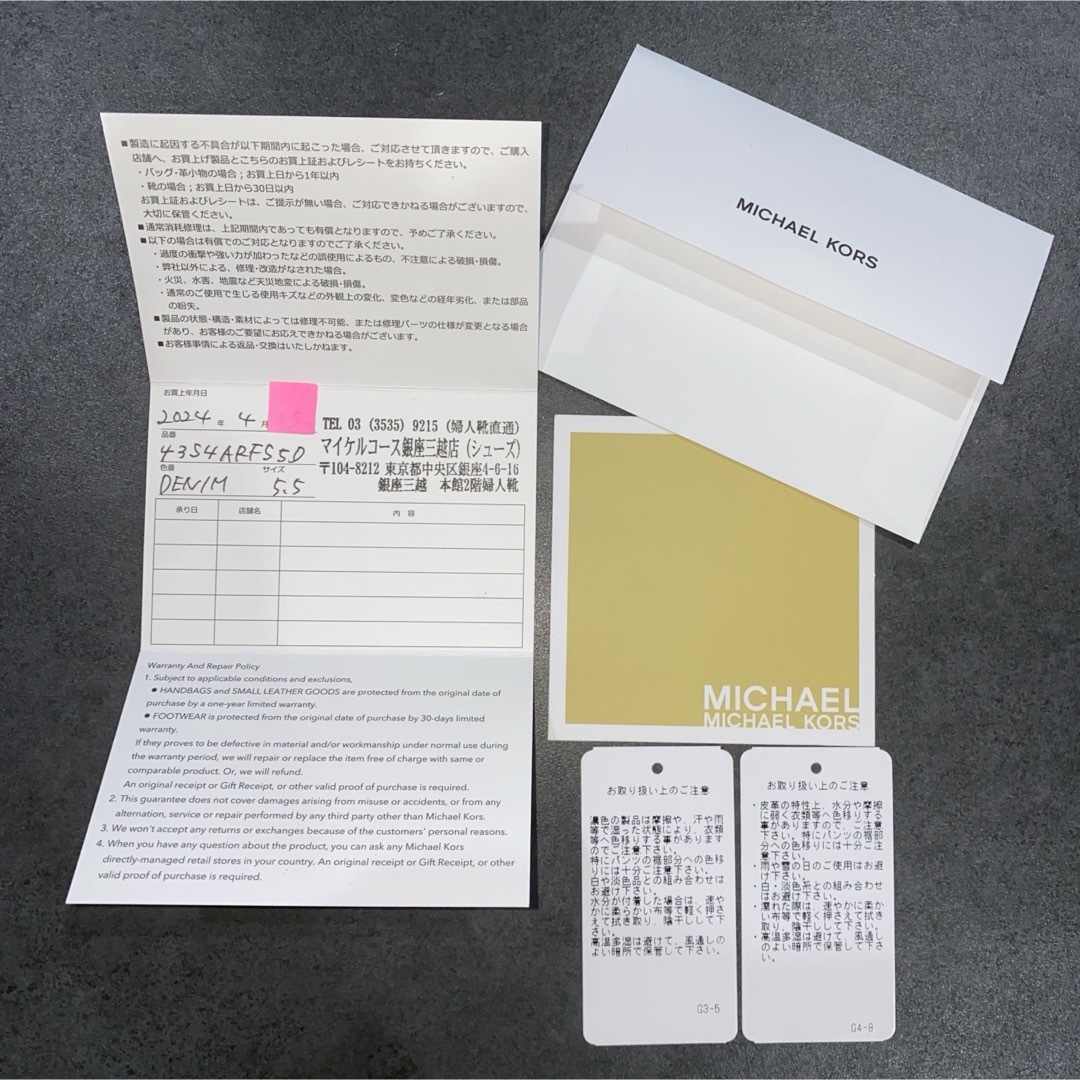 ■製造に起因する不具合が以下期間内に起こった場合、ご対応させて頂きますので、ご購入
店舗へ、お買上げ製品とこちらのお買上証およびレシートをお持ちください。
・バッグ・革小物の場合；お買上日から1年以内
・靴の場合；お買上日から30日以内
お買上証およびレシートは、ご提示が無い場合、ご対応できかねる場合がございますので、
大切に保管ください。
■通常消耗修理は、上記期間内であっても有償となりますので、予めご了承ください。
■以下の場合は有償でのご対応となりますのでご了承ください。
・過度の衝撃や強い力が加わったなどの誤使用によるもの、不注意による破損・損傷。
・弊社以外による、修理・改造がなされた場合。
・火災、水害、地震など天災地変による破損・損傷。
・通常のご使用で生じる使用キズなどの外観上の変化、変色などの経年劣化、または部品
の紛失。
■製品の状態・構造・素材によっては修理不可能、または修理パーツの仕様が変更となる場合
があり、お客様のご要望にお応えできかねる場合がございます。
■お客様事情による返品・交換はいたしかねます。
お買上年月日
2024 年 4 月
品番
43S4ARFS5D
色番 サイズ
DENIM 5.5
TEL 03 (3535) 9215 (婦人靴直通)
マイケルコース銀座三越店 (シューズ)
〒104-8212 東京都中央区銀座4-6-16
銀座三越 本館2階婦人靴
承り日 店舗名 内容
Warranty And Repair Policy
1. Subject to applicable conditions and exclusions,
● HANDBAGS and SMALL LEATHER GOODS are protected from the original date of
purchase by a one-year limited warranty.
● FOOTWEAR is protected from the original date of purchase by 30-days limited
warranty.
If they proves to be defective in material and/or workmanship under normal use during
the warranty period, we will repair or replace the item free of charge with same or
comparable product. Or, we will refund.
An original receipt or Gift Receipt, or other valid proof of purchase is required.
2. This guarantee does not cover damages arising from misuse or accidents, or from any
alternation, service or repair performed by any third party other than Michael Kors.
3. We won't accept any returns or exchanges because of the customers' personal reasons.
4. When you have any question about the product, you can ask any Michael Kors
directly-managed retail stores in your country. An original receipt or Gift Receipt, or other
valid proof of purchase is required.
MICHAEL KORS
MICHAEL
MICHAEL KORS
お取り扱い上のご注意
濃色の製品は摩擦や、汗や雨
等で湿った状態により、衣類
等へ色移りする事があります
のでご注意下さい。
特にパンツの裾部分への色移
りには十分ご注意下さい。
白や淡色品との組み合わせは
お避け下さい。
水分が付着した場合は、速や
かに柔らかい布等で軽く押さ
えて拭き取り、陰干しして下
さい。
高温多湿は避けて、風通しの
よい暗所で保管して下さい。
G3-5
お取り扱い上のご注意
・皮革の特性上、水分や摩擦
に弱く衣類等へ色移りする
事がありますので、ご注意
下さい。特にパンツの裾部
分への色移りには十分ご注
意下さい。
・雨や雪の日のご使用はお避
け下さい。
・白・淡色系との組み合わせ
はお避け下さい。
・濡れた際は、速やかに柔か
い布等で軽く押さえて拭き
取り、陰干しして下さい。
・高温多湿は避けて、風通し
のよい暗所で保管して下さ
い。
G4-8